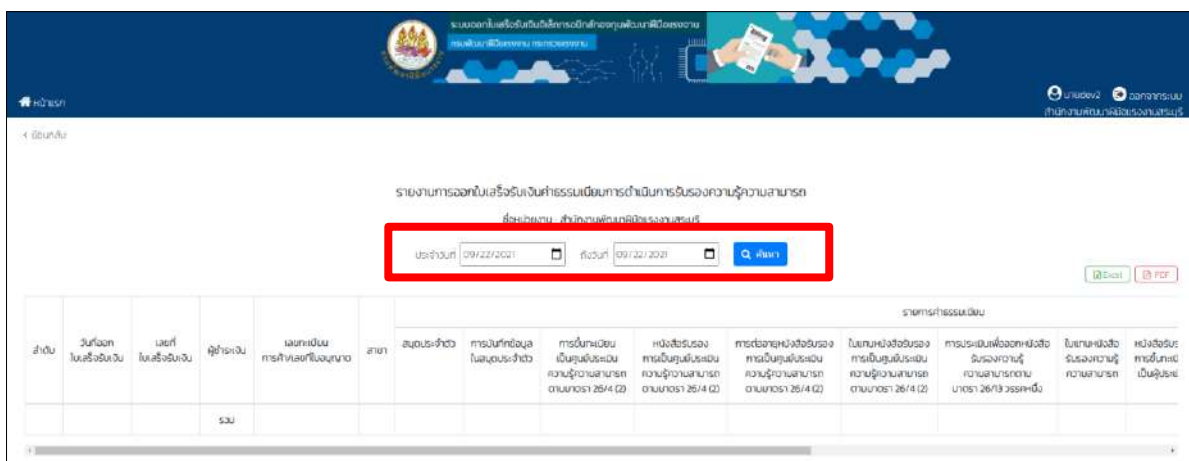 ระบบออกใบเสร็จรับเงินอิเล็กทรอนิกส์กองทุนพัฒนาฝีมือแรงงาน
กรมพัฒนาฝีมือแรงงาน กระทรวงแรงงาน
หน้าแรก
นายdev2 ออกจากระบบ
สำนักงานพัฒนาฝีมือแรงงานสระบุรี
< ย้อนกลับ
รายงานการออกใบเสร็จรับเงินค่าธรรมเนียมการดำเนินการรับรองความรู้ความสามารถ
ชื่อหน่วยงาน : สำนักงานพัฒนาฝีมือแรงงานสระบุรี
ประจำวันที่ 09/22/2021 ถึงวันที่ 09/22/2021 ค้นหา
Excel PDF
รายการค่าธรรมเนียม
ลำดับ
วันที่ออก
ใบเสร็จรับเงิน
เลขที่
ใบเสร็จรับเงิน
ผู้ชำระเงิน
เลขทะเบียน
การค้า/เลขที่ใบอนุญาต
สาขา
สมุดประจำตัว
การบันทึกข้อมูล
ในสมุดประจำตัว
การขึ้นทะเบียน
เป็นศูนย์ประเมิน
ความรู้ความสามารถ
ตามมาตรา 26/4 (2)
หนังสือรับรอง
การเป็นศูนย์ประเมิน
ความรู้ความสามารถ
ตามมาตรา 26/4 (2)
การต่ออายุหนังสือรับรอง
การเป็นศูนย์ประเมิน
ความรู้ความสามารถ
ตามมาตรา 26/4 (2)
ใบแทนหนังสือรับรอง
การเป็นศูนย์ประเมิน
ความรู้ความสามารถ
ตามมาตรา 26/4 (2)
การประเมินเพื่อออกหนังสือ
รับรองความรู้
ความสามารถตาม
มาตรา 26/13 วรรคหนึ่ง
ใบแทนหนังสือ
รับรองความรู้
ความสามารถ
หนังสือรับร
การขึ้นทะเบี
เป็นผู้ประเมิ
รวม